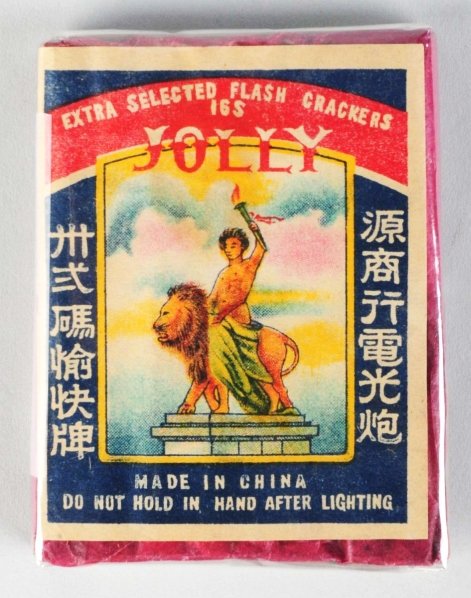 EXTRA SELECTED FLASH CRACKERS
16S
JOLLY
源商行電光炮
卅弍碼愉快牌
MADE IN CHINA
DO NOT HOLD IN HAND AFTER LIGHTING